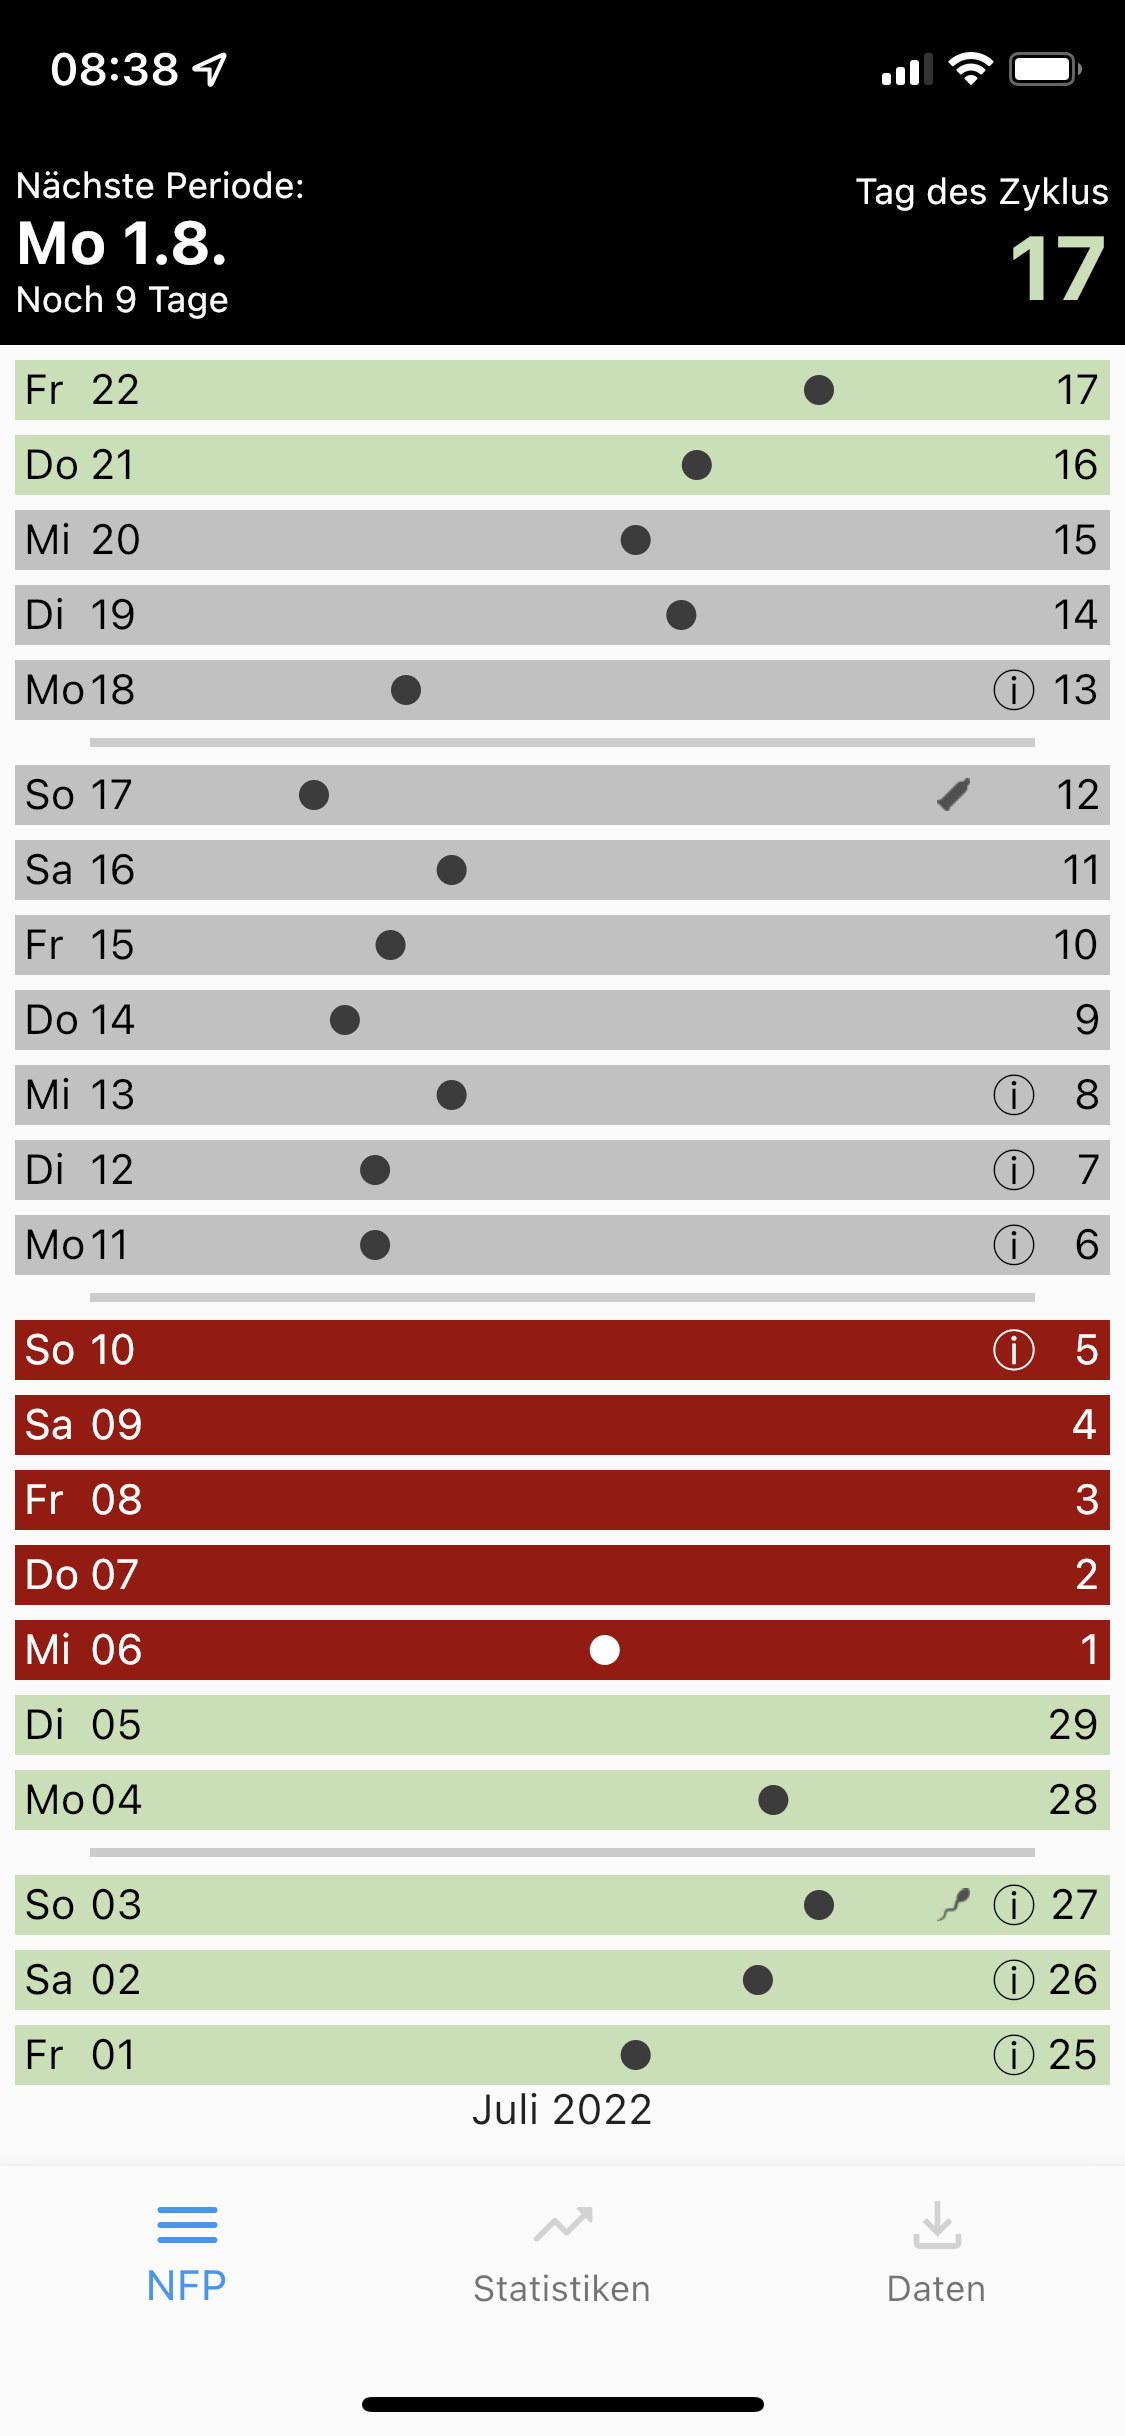 08:38
Nächste Periode:
Mo 1.8.
Noch 9 Tage
Tag des Zyklus
17
Fr 22 17
Do 21 16
Mi 20 15
Di 19 14
Mo 18 i 13
So 17 12
Sa 16 11
Fr 15 10
Do 14 9
Mi 13 i 8
Di 12 i 7
Mo 11 i 6
So 10 i 5
Sa 09 4
Fr 08 3
Do 07 2
Mi 06 1
Di 05 29
Mo 04 28
So 03 i 27
Sa 02 i 26
Fr 01 i 25
Juli 2022
NFP
Statistiken
Daten